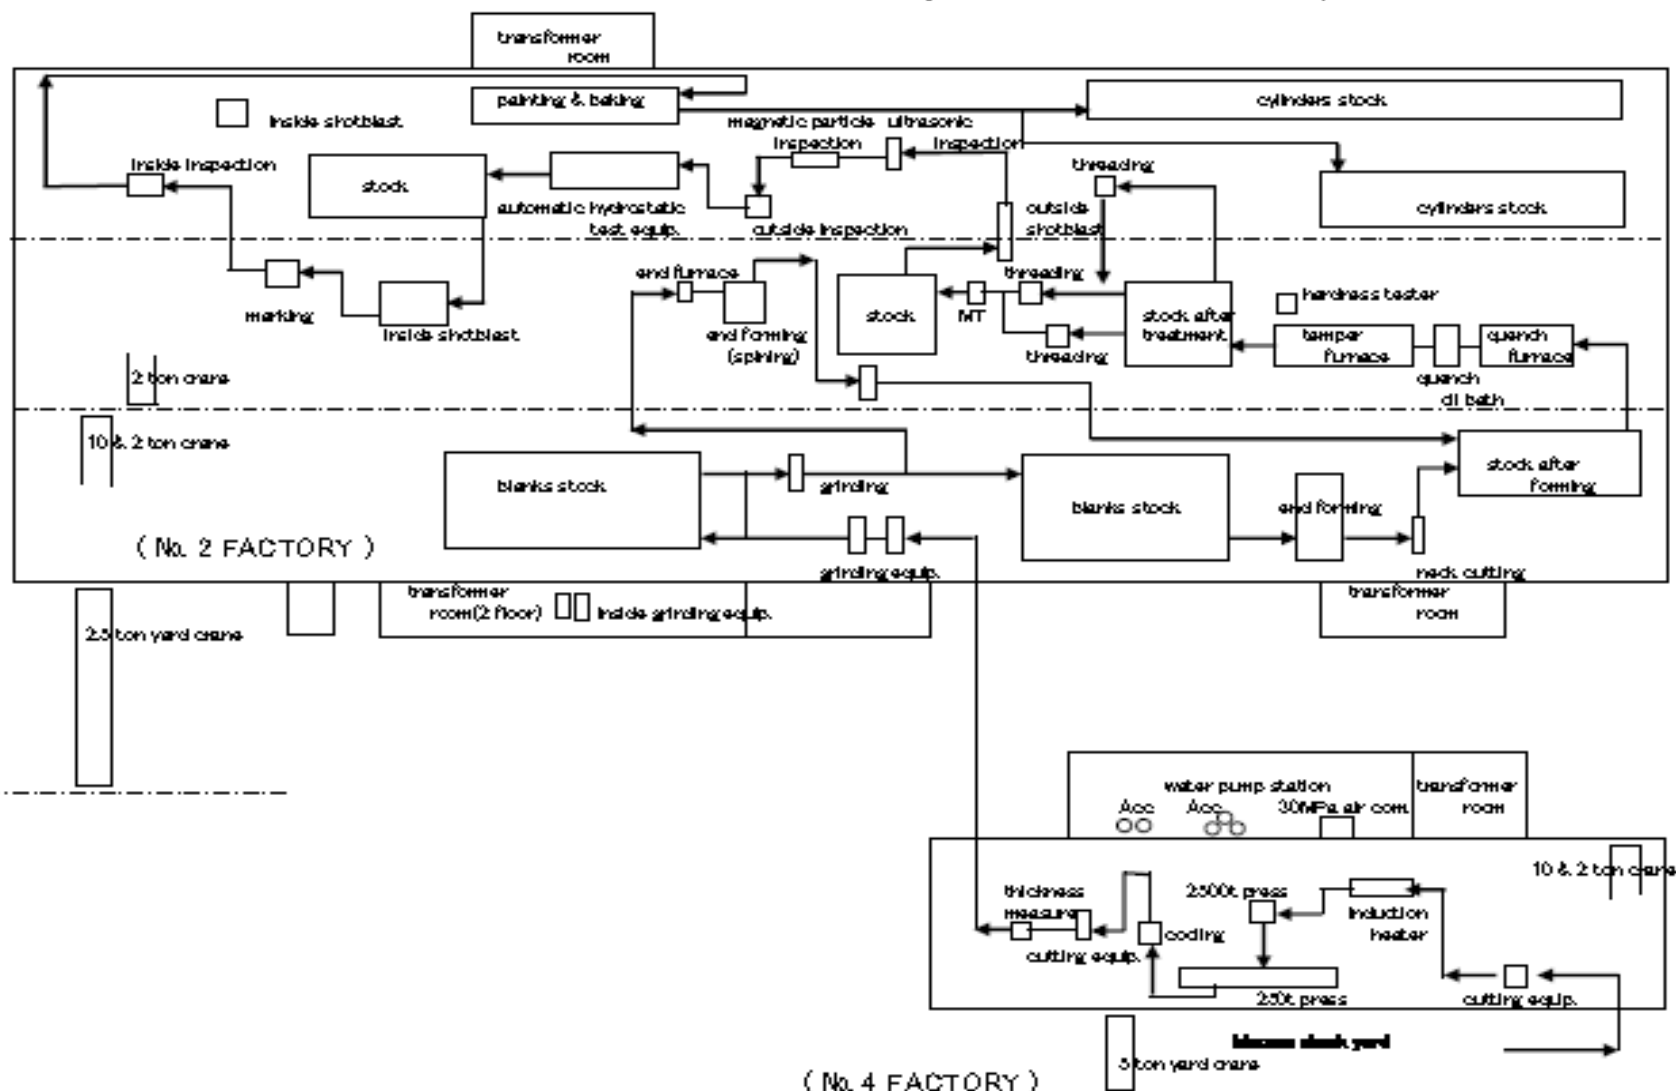 transformer
room
painting & baking
cylinders stock
inside shotblast
magnetic particle
inspection
ultrasonic
inspection
inside inspection
stock
threading
automatic hydrostatic
test equip.
outside inspection
outside
shotblast
cylinders stock
end furnace
threading
hardness tester
marking
inside shotblast
end forming
(spining)
stock
MT
threading
stock after
treatment
temper
furnace
quench
furnace
quench
oil bath
2 ton crane
10 & 2 ton crane
blanks stock
grinding
blanks stock
end forming
stock after
forming
( No. 2 FACTORY )
grinding equip.
neck cutting
transformer
room(2 floor)
inside grinding equip.
transformer
room
2.5 ton yard crane
water pump station
transformer
room
Acc
Acc
30MPa air com.
10 & 2 ton crane
thickness
measure
2500t press
induction
heater
cooling
cutting equip.
250t press
cutting equip.
stock yard
5 ton yard crane
( No. 4 FACTORY )